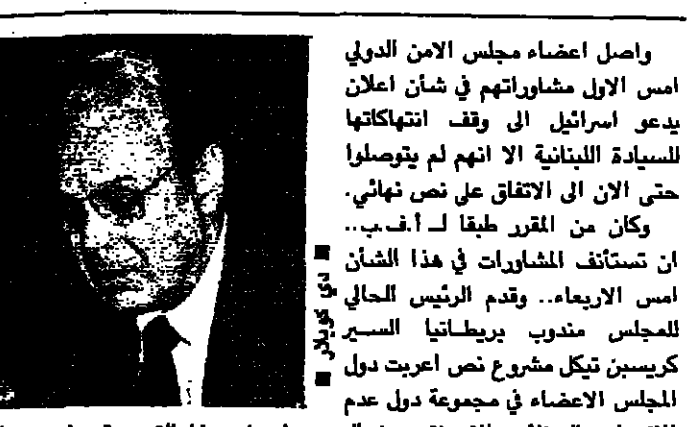 واصل اعضاء مجلس الامن الدولي
امس الاول مشاوراتهم في شأن اعلان
يدعو اسرائيل الى وقف انتهاكاتها
للسيادة اللبنانية الا انهم لم يتوصلوا
حتى الان الى الاتفاق على نص نهائي.
وكان من المقرر طبقا لـ أ.ف.ب..
ان تستأنف المشاورات في هذا الشأن
امس الاربعاء.. وقدم الرئيس الحالي
للمجلس مندوب بريطانيا السير
كريسبن تيكل مشروع نص اعربت دول
المجلس الاعضاء في مجموعة دول عدم
■ دي كويلار ■